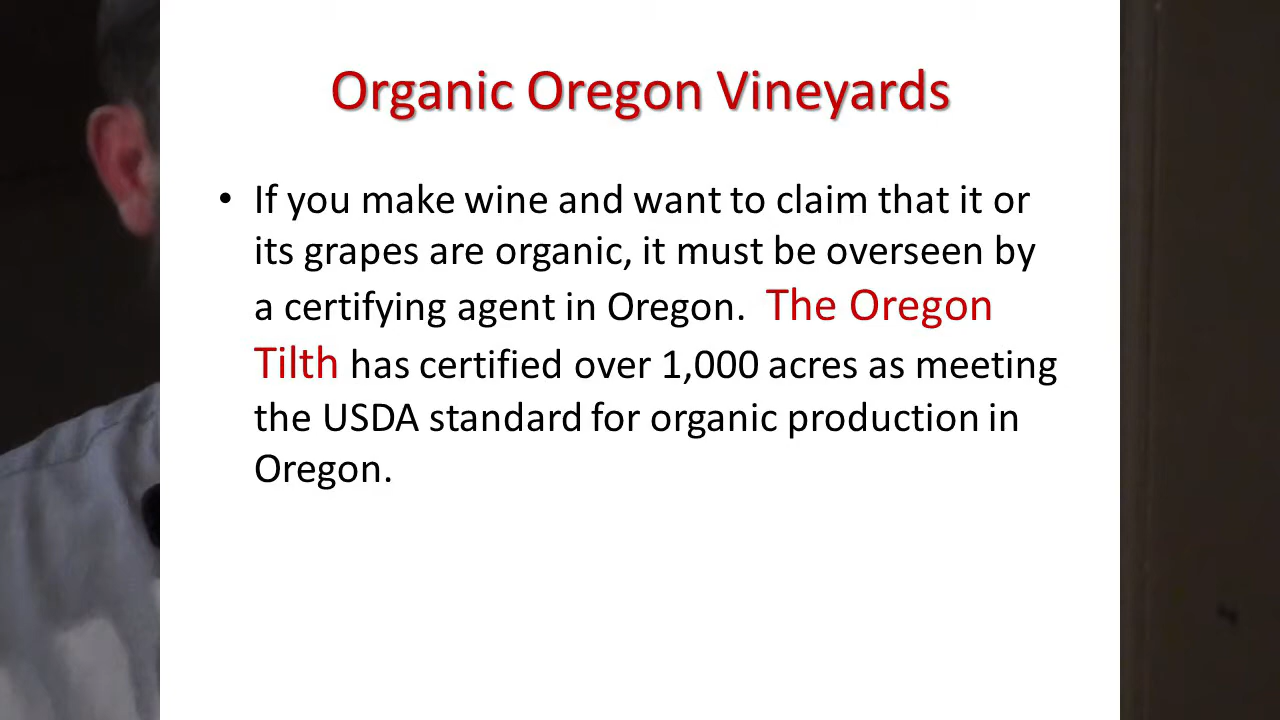 Organic Oregon Vineyards
• If you make wine and want to claim that it or
its grapes are organic, it must be overseen by
a certifying agent in Oregon. The Oregon
Tilth has certified over 1,000 acres as meeting
the USDA standard for organic production in
Oregon.